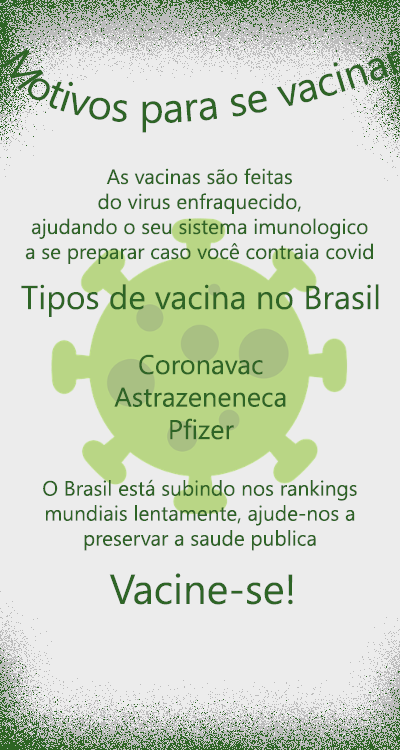 Motivos para se vacinar
As vacinas são feitas
do virus enfraquecido,
ajudando o seu sistema imunologico
a se preparar caso você contraia covid
Tipos de vacina no Brasil
Coronavac
Astrazeneneca
Pfizer
O Brasil está subindo nos rankings
mundiais lentamente, ajude-nos a
preservar a saude publica
Vacine-se!